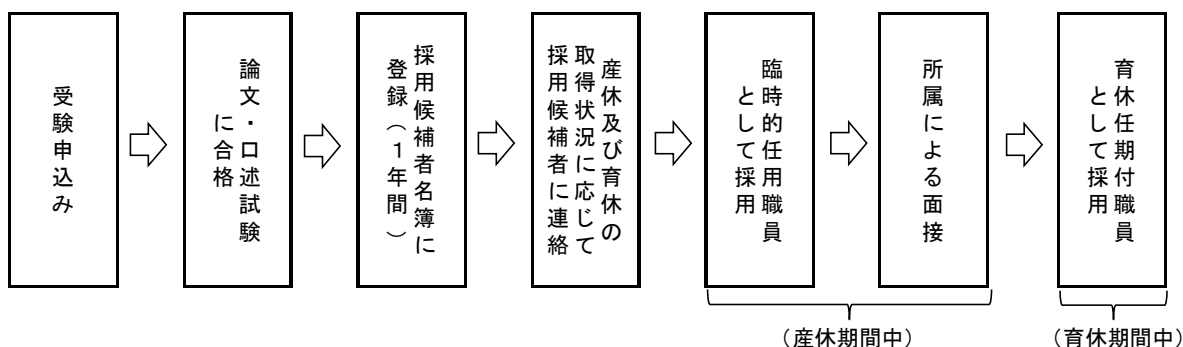 受験申込み
論文・口述試験
に合格
採用候補者名簿に
登録（１年間）
産休及び育休の
取得状況に応じて
採用候補者に連絡
臨時的任用職員
として採用
所属による面接
育休任期付職員
として採用
（産休期間中）
（育休期間中）